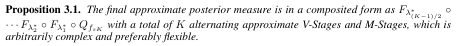 Proposition 3.1. The final approximate posterior measure is in a composited form as F_{λ*_{(K−1)/2}} ∘
⋯ F_{λ*_2} ∘ F_{λ*_1} ∘ Q_{f∘K} with a total of K alternating approximate V-Stages and M-Stages, which is
arbitrarily complex and preferably flexible.